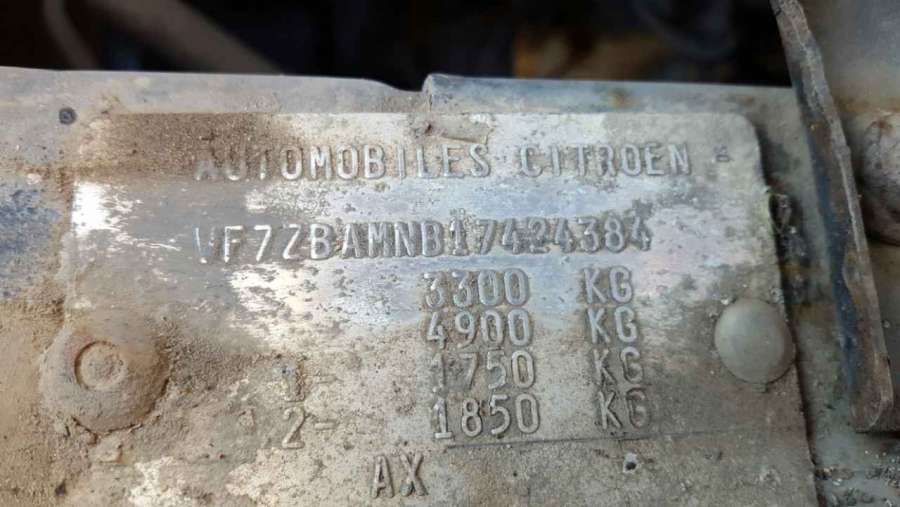 AUTOMOBILES CITROEN
VF7ZBAMNB17424384
3300 KG
4900 KG
1- 1750 KG
2- 1850 KG
AX